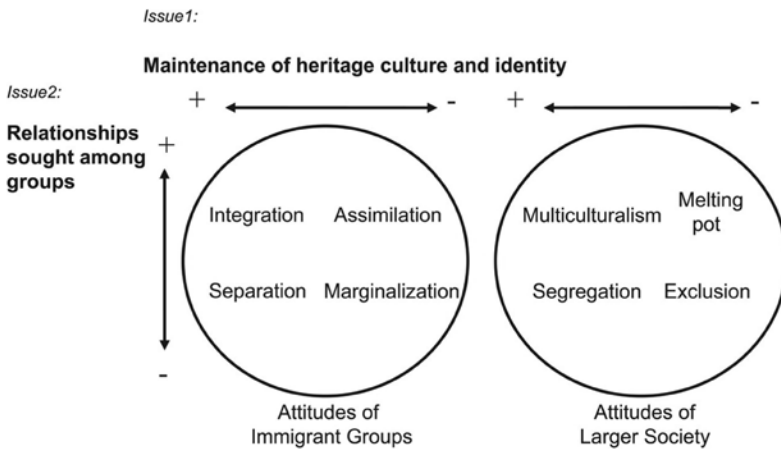 Issue1:
Maintenance of heritage culture and identity
Issue2:
+ - + -
Relationships
sought among
groups
+
Integration Assimilation
Multiculturalism Melting
pot
Separation Marginalization
Segregation Exclusion
-
Attitudes of
Immigrant Groups
Attitudes of
Larger Society